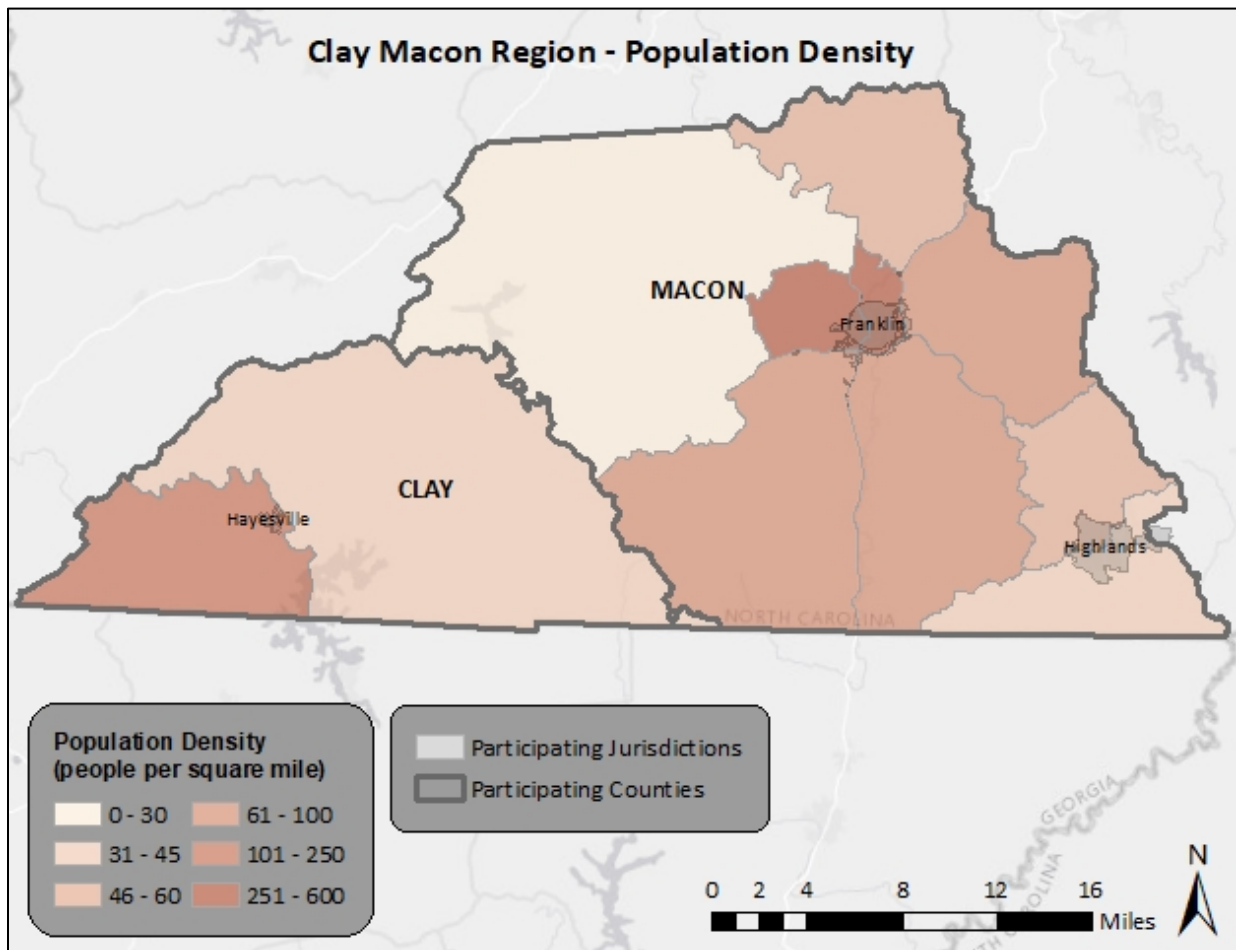 Clay Macon Region - Population Density
MACON
Franklin
CLAY
Hayesville
Highlands
NORTH CAROLINA
Population Density
(people per square mile)
0 - 30
31 - 45
46 - 60
61 - 100
101 - 250
251 - 600
Participating Jurisdictions
Participating Counties
GEORGIA
CAROLINA
N
0 2 4 8 12 16
Miles